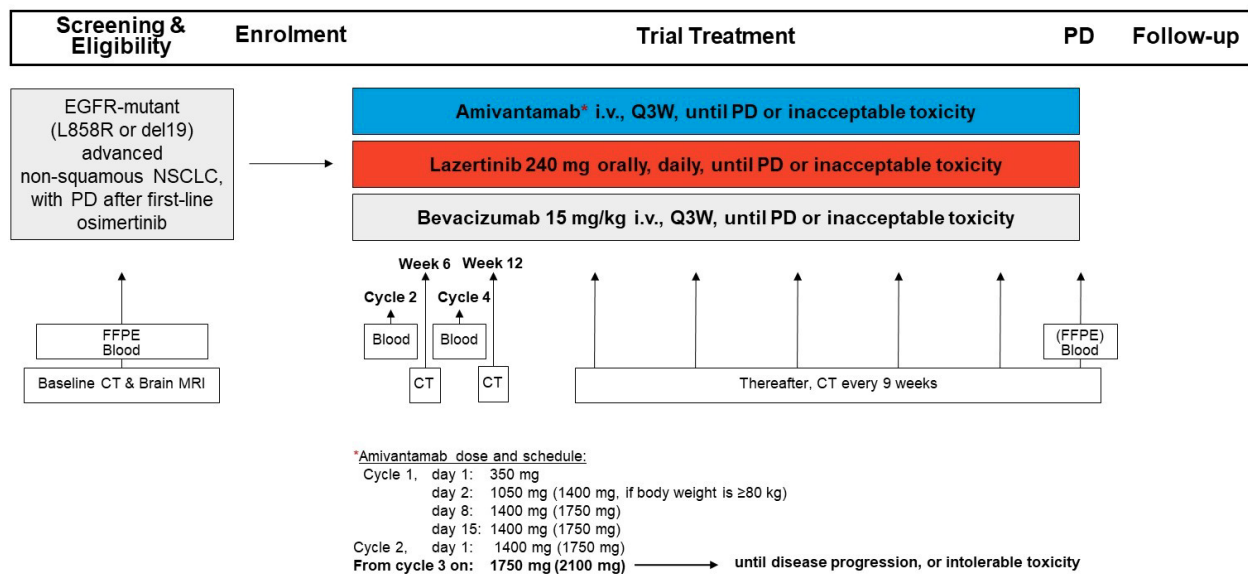 Screening &
Eligibility
Enrolment
Trial Treatment
PD
Follow-up
EGFR-mutant
(L858R or del19)
advanced
non-squamous NSCLC,
with PD after first-line
osimertinib
Amivantamab* i.v., Q3W, until PD or inacceptable toxicity
Lazertinib 240 mg orally, daily, until PD or inacceptable toxicity
Bevacizumab 15 mg/kg i.v., Q3W, until PD or inacceptable toxicity
Week 6
Week 12
Cycle 2
Cycle 4
FFPE
Blood
Blood
Blood
(FFPE)
Blood
Baseline CT & Brain MRI
CT
CT
Thereafter, CT every 9 weeks
*Amivantamab dose and schedule:
Cycle 1, day 1: 350 mg
day 2: 1050 mg (1400 mg, if body weight is ≥80 kg)
day 8: 1400 mg (1750 mg)
day 15: 1400 mg (1750 mg)
Cycle 2, day 1: 1400 mg (1750 mg)
From cycle 3 on: 1750 mg (2100 mg) until disease progression, or intolerable toxicity